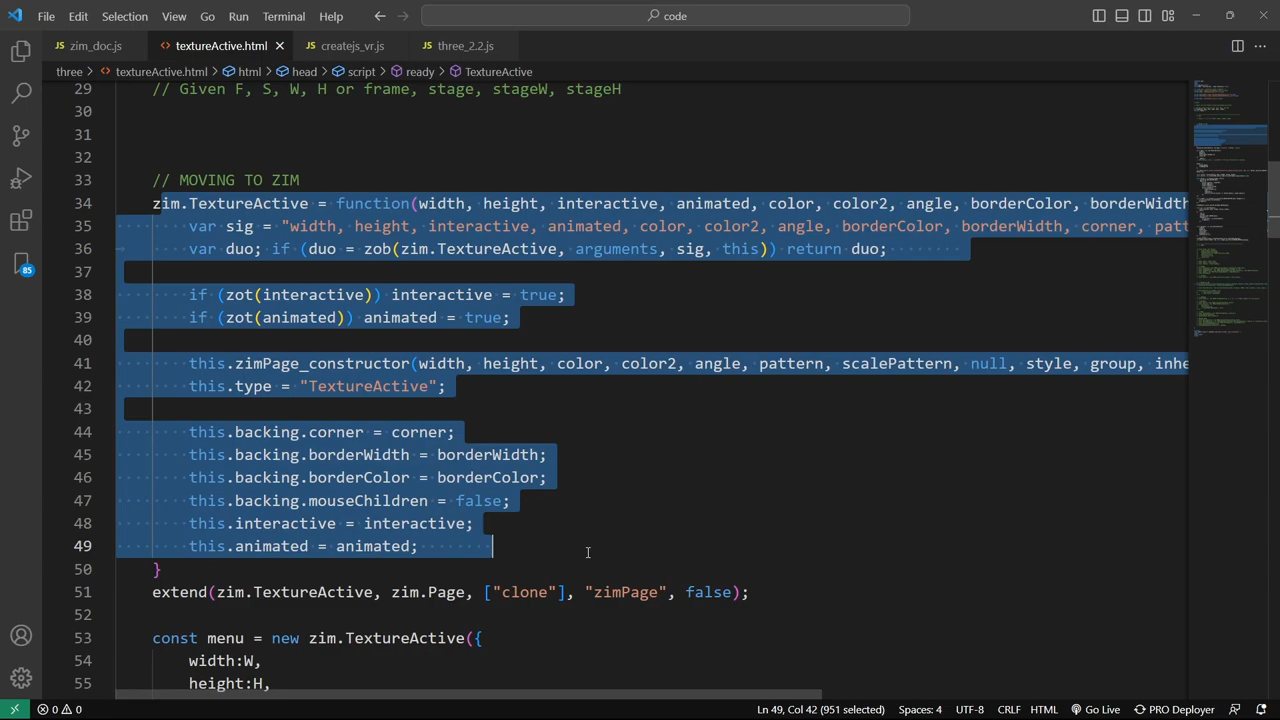 File Edit Selection View Go Run Terminal Help
code
zim_doc.js textureActive.html createjs_vr.js three_2.2.js
three > textureActive.html > html > head > script > ready > TextureActive
29 // Given F, S, W, H or frame, stage, stageW, stageH
30
31
32
33 // MOVING TO ZIM
34 zim.TextureActive = function(width, height, interactive, animated, color, color2, angle, borderColor, borderWidth
35 var sig = "width, height, interactive, animated, color, color2, angle, borderColor, borderWidth, corner, patt
36 var duo; if (duo = zob(zim.TextureActive, arguments, sig, this)) return duo;
37
38 if (zot(interactive)) interactive = true;
39 if (zot(animated)) animated = true;
40
41 this.zimPage_constructor(width, height, color, color2, angle, pattern, scalePattern, null, style, group, inhe
42 this.type = "TextureActive";
43
44 this.backing.corner = corner;
45 this.backing.borderWidth = borderWidth;
46 this.backing.borderColor = borderColor;
47 this.backing.mouseChildren = false;
48 this.interactive = interactive;
49 this.animated = animated;
50 }
51 extend(zim.TextureActive, zim.Page, ["clone"], "zimPage", false);
52
53 const menu = new zim.TextureActive({
54 width:W,
55 height:H,
85
0 0 Ln 49, Col 42 (951 selected) Spaces: 4 UTF-8 CRLF HTML Go Live PRO Deployer